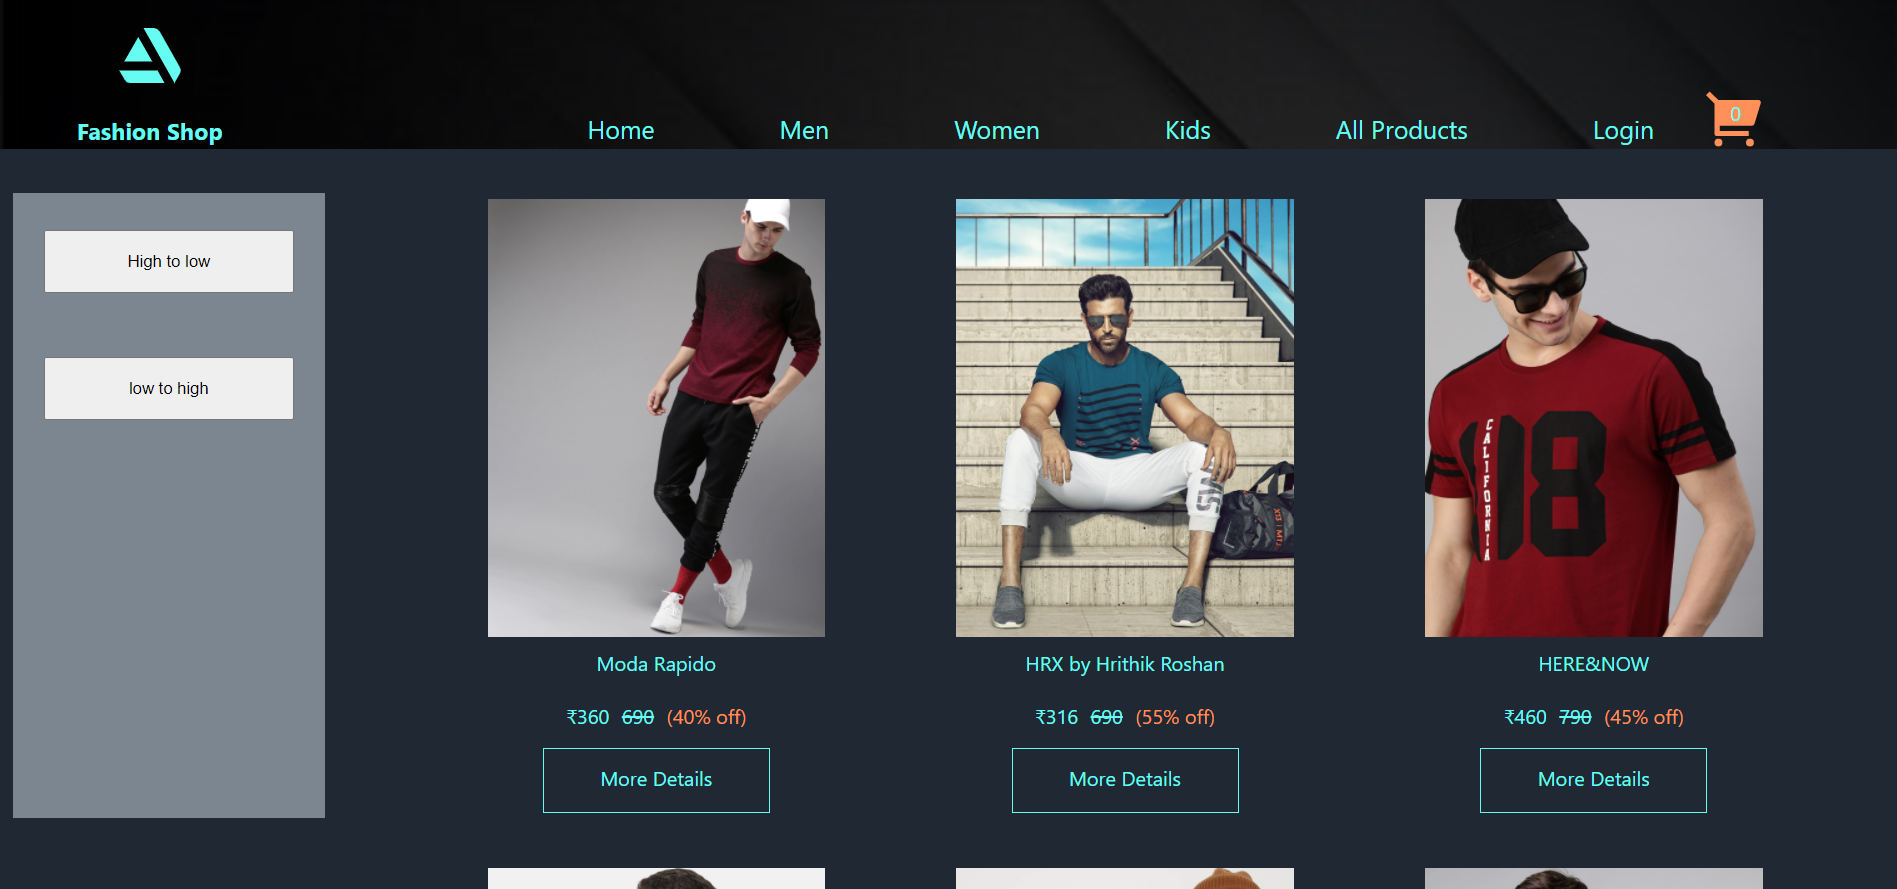 Fashion Shop
Home Men Women Kids All Products Login 0
High to low
low to high
CALIFORNIA
08
Moda Rapido
₹360 690 (40% off)
More Details
HRX by Hrithik Roshan
₹316 690 (55% off)
More Details
HERE&NOW
₹460 790 (45% off)
More Details